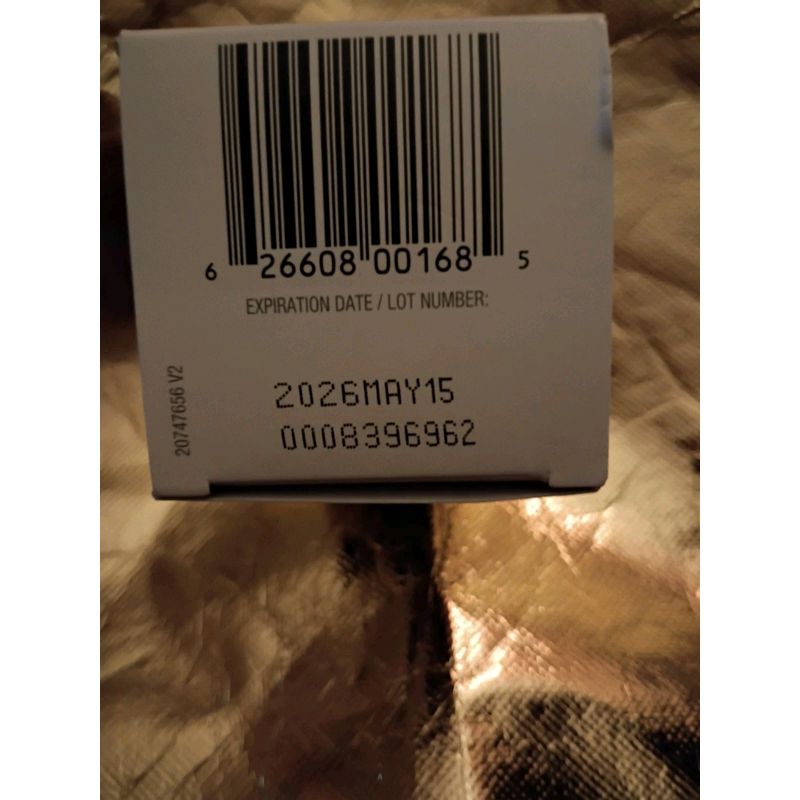 6 26608 00168 5
EXPIRATION DATE / LOT NUMBER:
2026MAY15
0008396962
20747656 V2